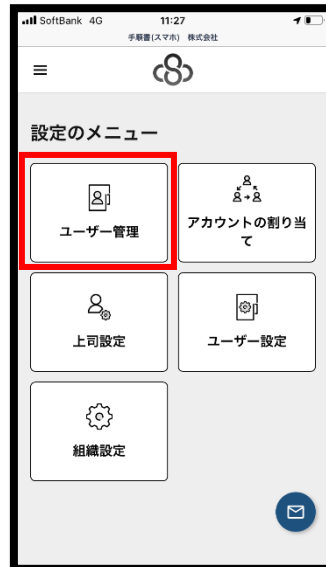 SoftBank 4G 11:27
手順書(スマホ) 株式会社
設定のメニュー
ユーザー管理
アカウントの割り当
て
上司設定
ユーザー設定
組織設定